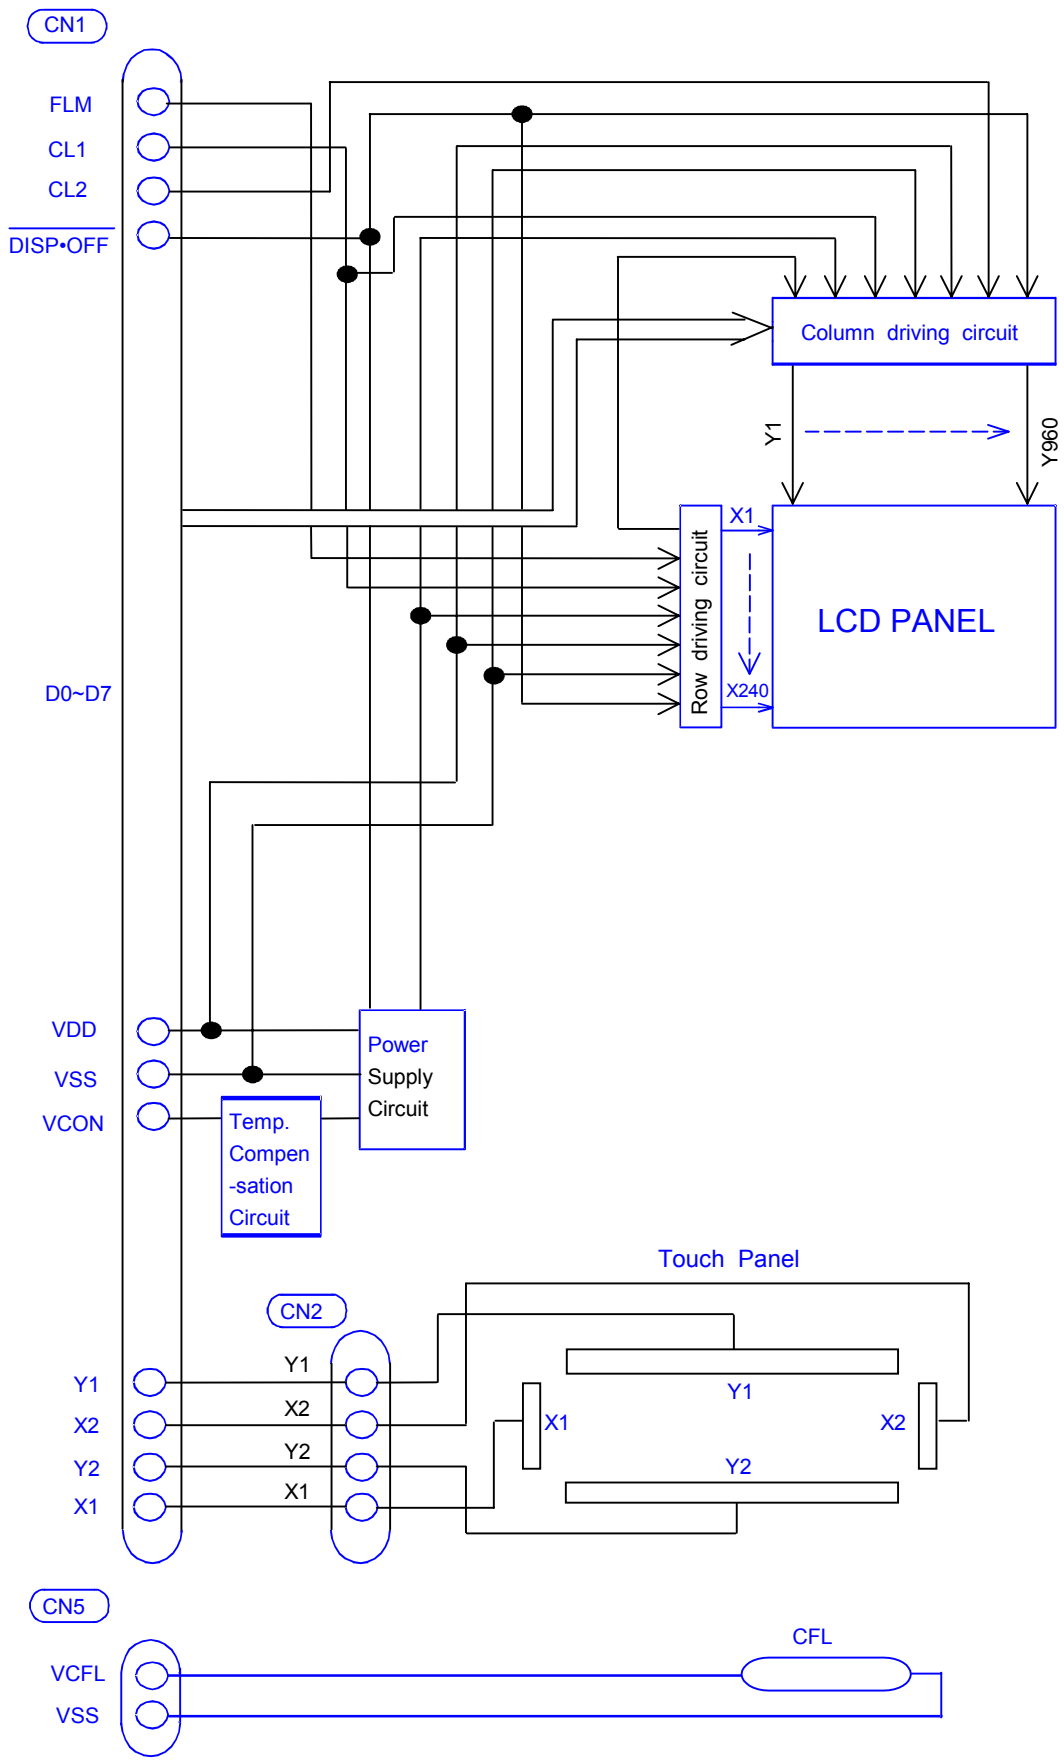 CN1
FLM
CL1
CL2
DISP•OFF
Column driving circuit
Y1
Y960
X1
Row driving circuit
LCD PANEL
X240
D0~D7
VDD
VSS
VCON
Power
Supply
Circuit
Temp.
Compen
-sation
Circuit
Touch Panel
CN2
Y1
X2
Y2
X1
Y1
X2
Y2
X1
Y1
X1
X2
Y2
CN5
CFL
VCFL
VSS